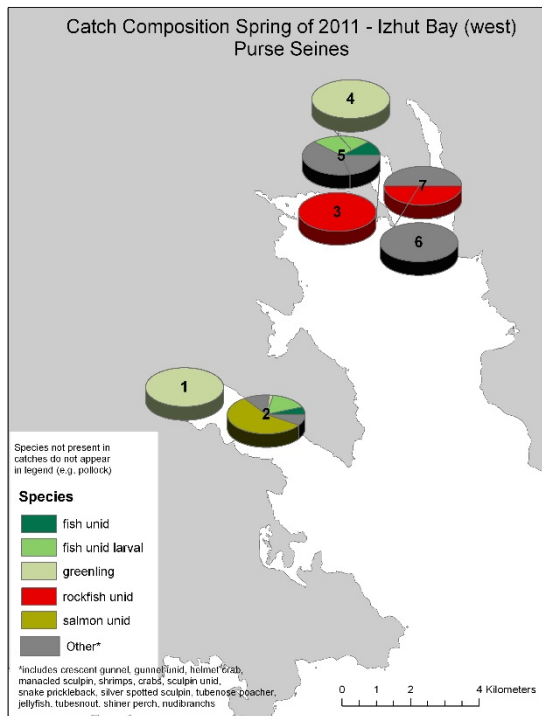 Catch Composition Spring of 2011 - Izhut Bay (west)
Purse Seines
4
5
7
3
6
1
2
Species not present in
catches do not appear
in legend (e.g. pollock)
Species
fish unid
fish unid larval
greenling
rockfish unid
salmon unid
Other*
*includes crescent gunnel, gunnel unid, helmet crab,
manacled sculpin, shrimps, crabs, sculpin unid,
snake prickleback, silver spotted sculpin, tubenose poacher,
jellyfish, tubesnout, shiner perch, nudibranchs
0 1 2 4 Kilometers